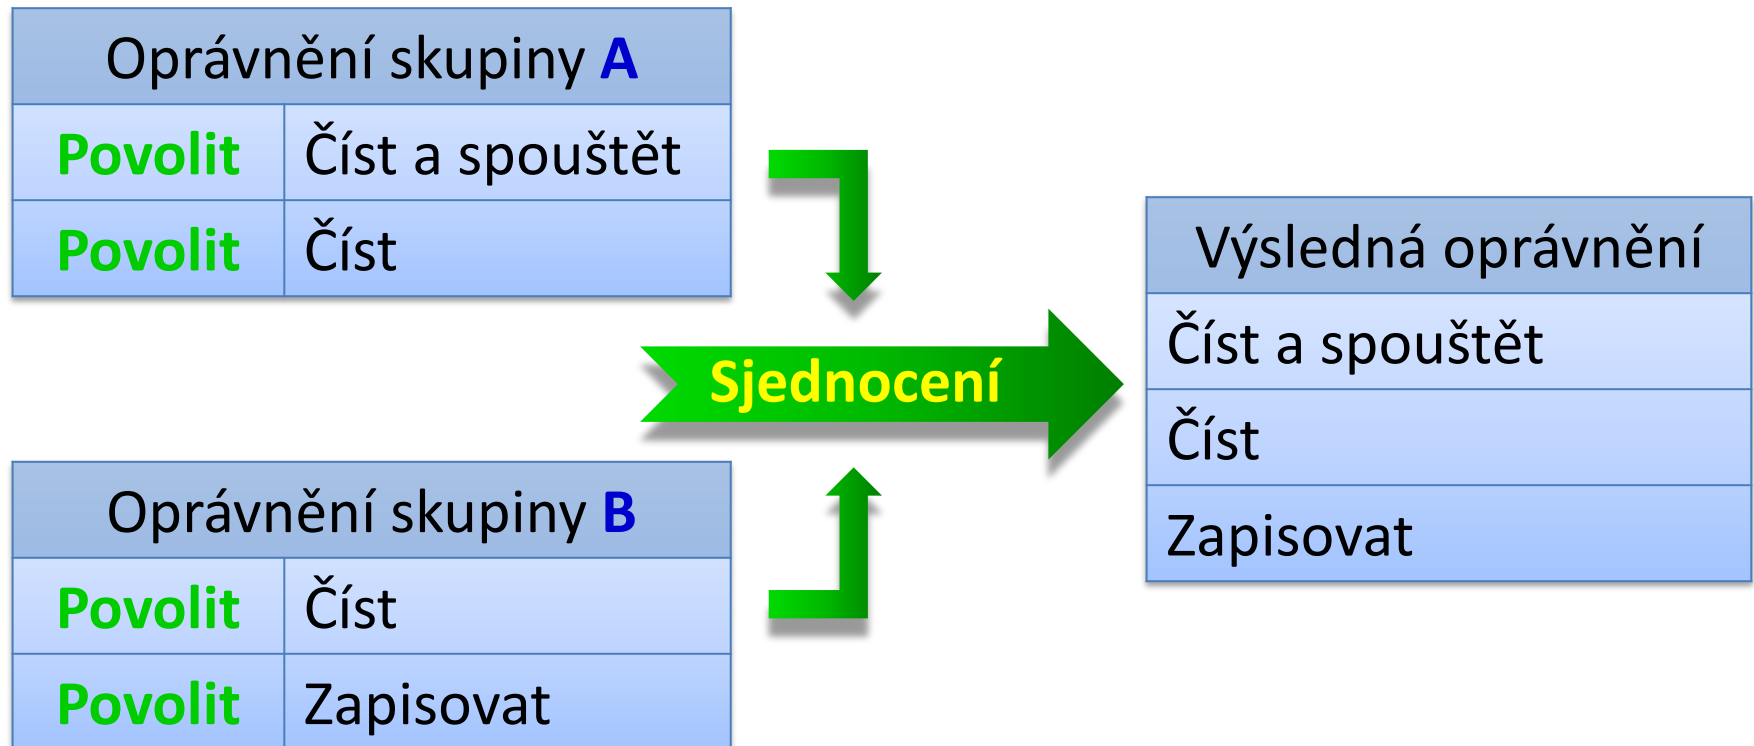 Oprávnění skupiny A
Povolit Číst a spouštět
Povolit Číst
Sjednocení
Oprávnění skupiny B
Povolit Číst
Povolit Zapisovat
Výsledná oprávnění
Číst a spouštět
Číst
Zapisovat